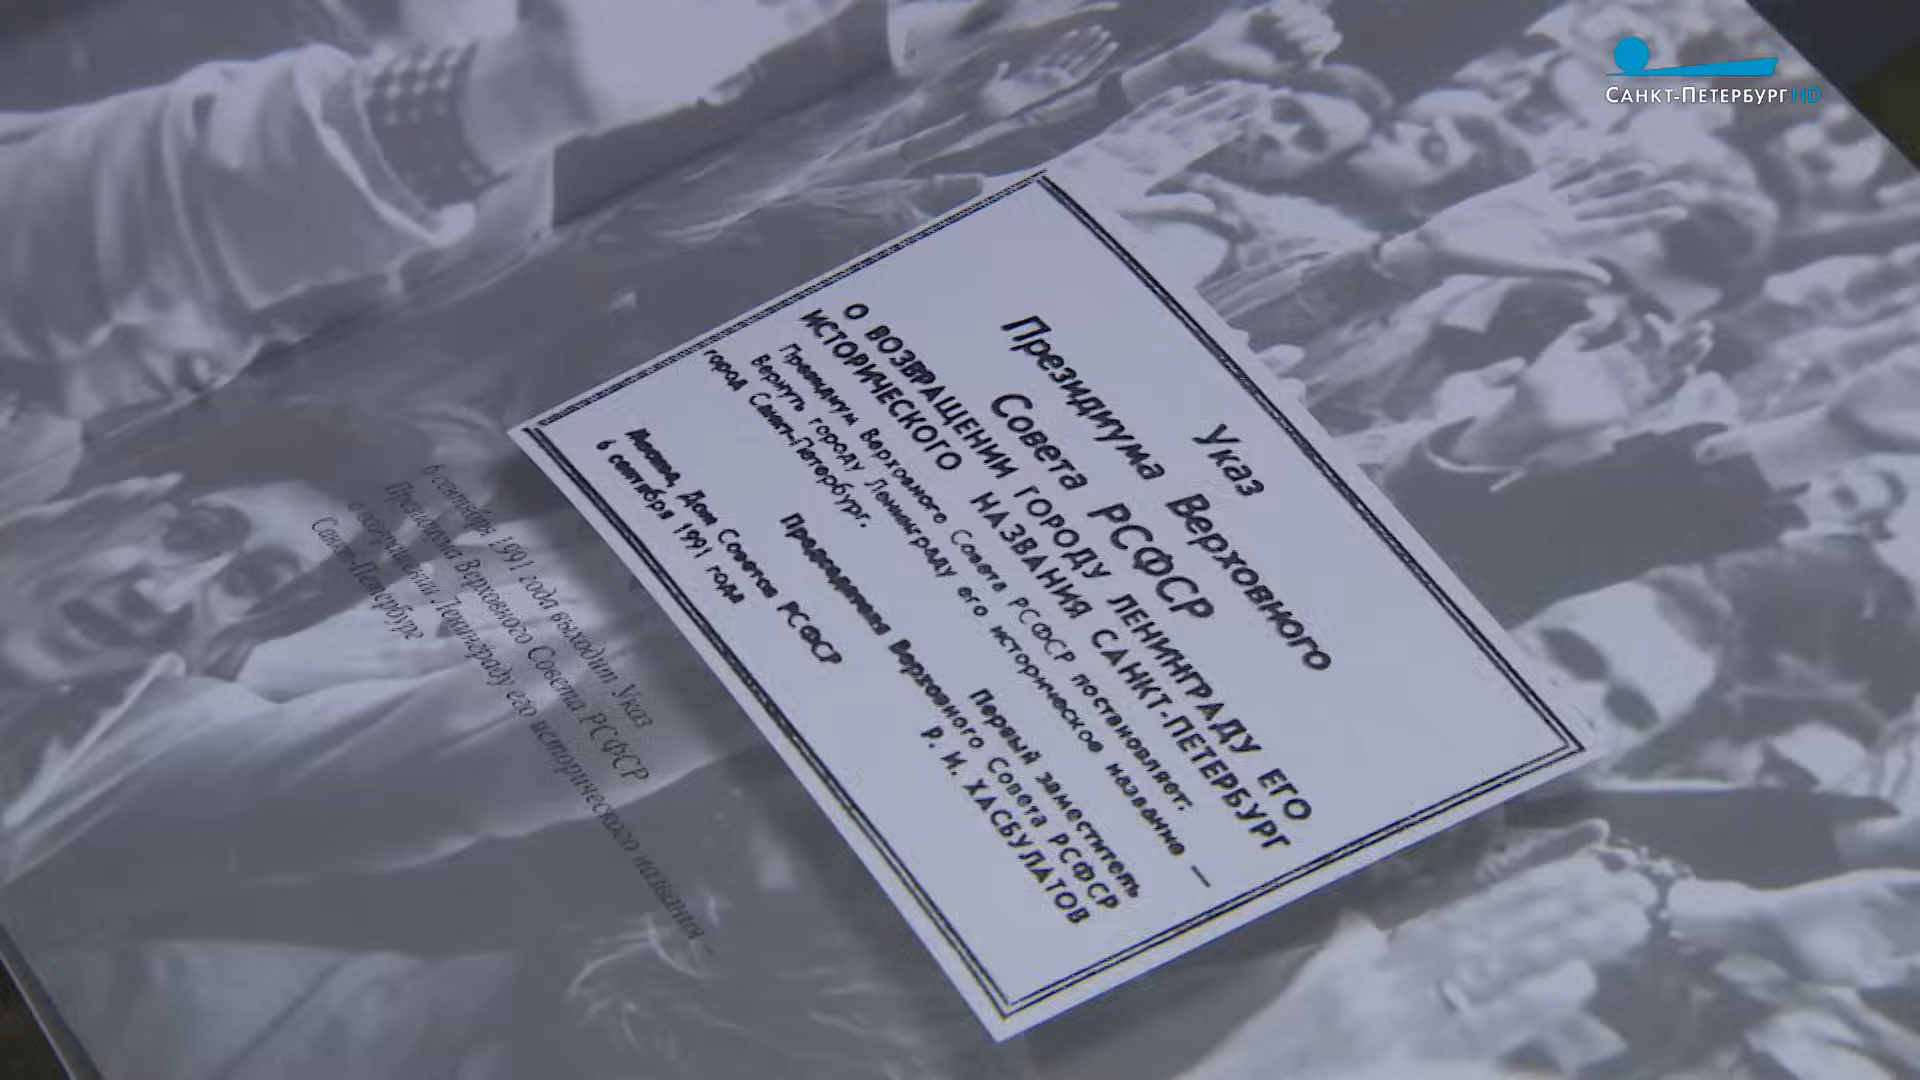 САНКТ-ПЕТЕРБУРГ HD
Указ
Президиума Верховного
Совета РСФСР
О ВОЗВРАЩЕНИИ ГОРОДУ ЛЕНИНГРАДУ ЕГО
ИСТОРИЧЕСКОГО НАЗВАНИЯ САНКТ-ПЕТЕРБУРГ
Президиум Верховного Совета РСФСР постановляет:
Вернуть городу Ленинграду его историческое название —
город Санкт-Петербург.
Первый заместитель
Председателя Верховного Совета РСФСР
Р. И. ХАСБУЛАТОВ
Москва, Дом Советов РСФСР
6 сентября 1991 года
6 сентября 1991 года выходит Указ
Президиума Верховного Совета РСФСР
о возвращении Ленинграду его исторического названия –
Санкт-Петербург